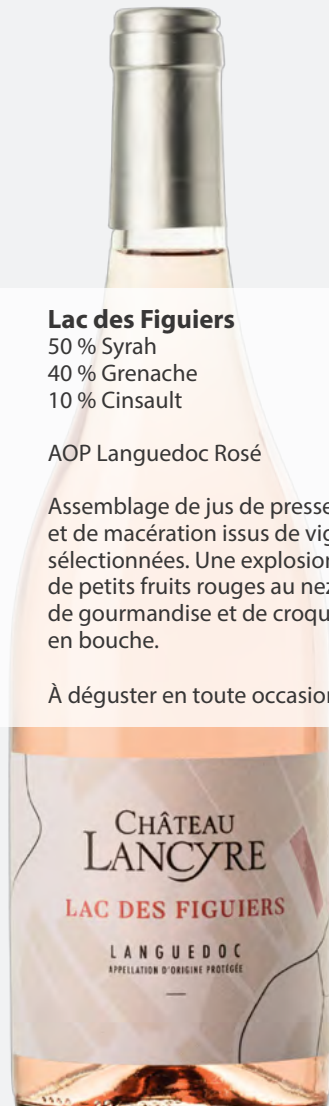 Lac des Figuiers
50 % Syrah
40 % Grenache
10 % Cinsault
AOP Languedoc Rosé
Assemblage de jus de presse
et de macération issus de
sélectionnées. Une
de petits fruits rouges au
de gourmandise et de
en bouche.
À déguster en toute
CHÂTEAU
LANCYRE
LAC DES FIGUIERS
LANGUEDOC
APPELLATION D'ORIGINE PROTÉGÉE